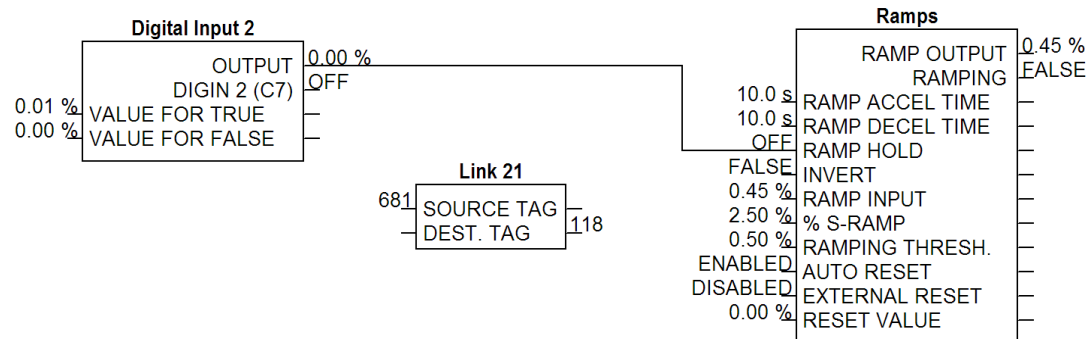 Digital Input 2
OUTPUT 0.00 %
DIGIN 2 (C7) OFF
0.01 % VALUE FOR TRUE
0.00 % VALUE FOR FALSE
Link 21
681 SOURCE TAG
DEST. TAG 118
Ramps
RAMP OUTPUT 0.45 %
RAMPING FALSE
10.0 s RAMP ACCEL TIME
10.0 s RAMP DECEL TIME
OFF RAMP HOLD
FALSE INVERT
0.45 % RAMP INPUT
2.50 % % S-RAMP
0.50 % RAMPING THRESH.
ENABLED AUTO RESET
DISABLED EXTERNAL RESET
0.00 % RESET VALUE